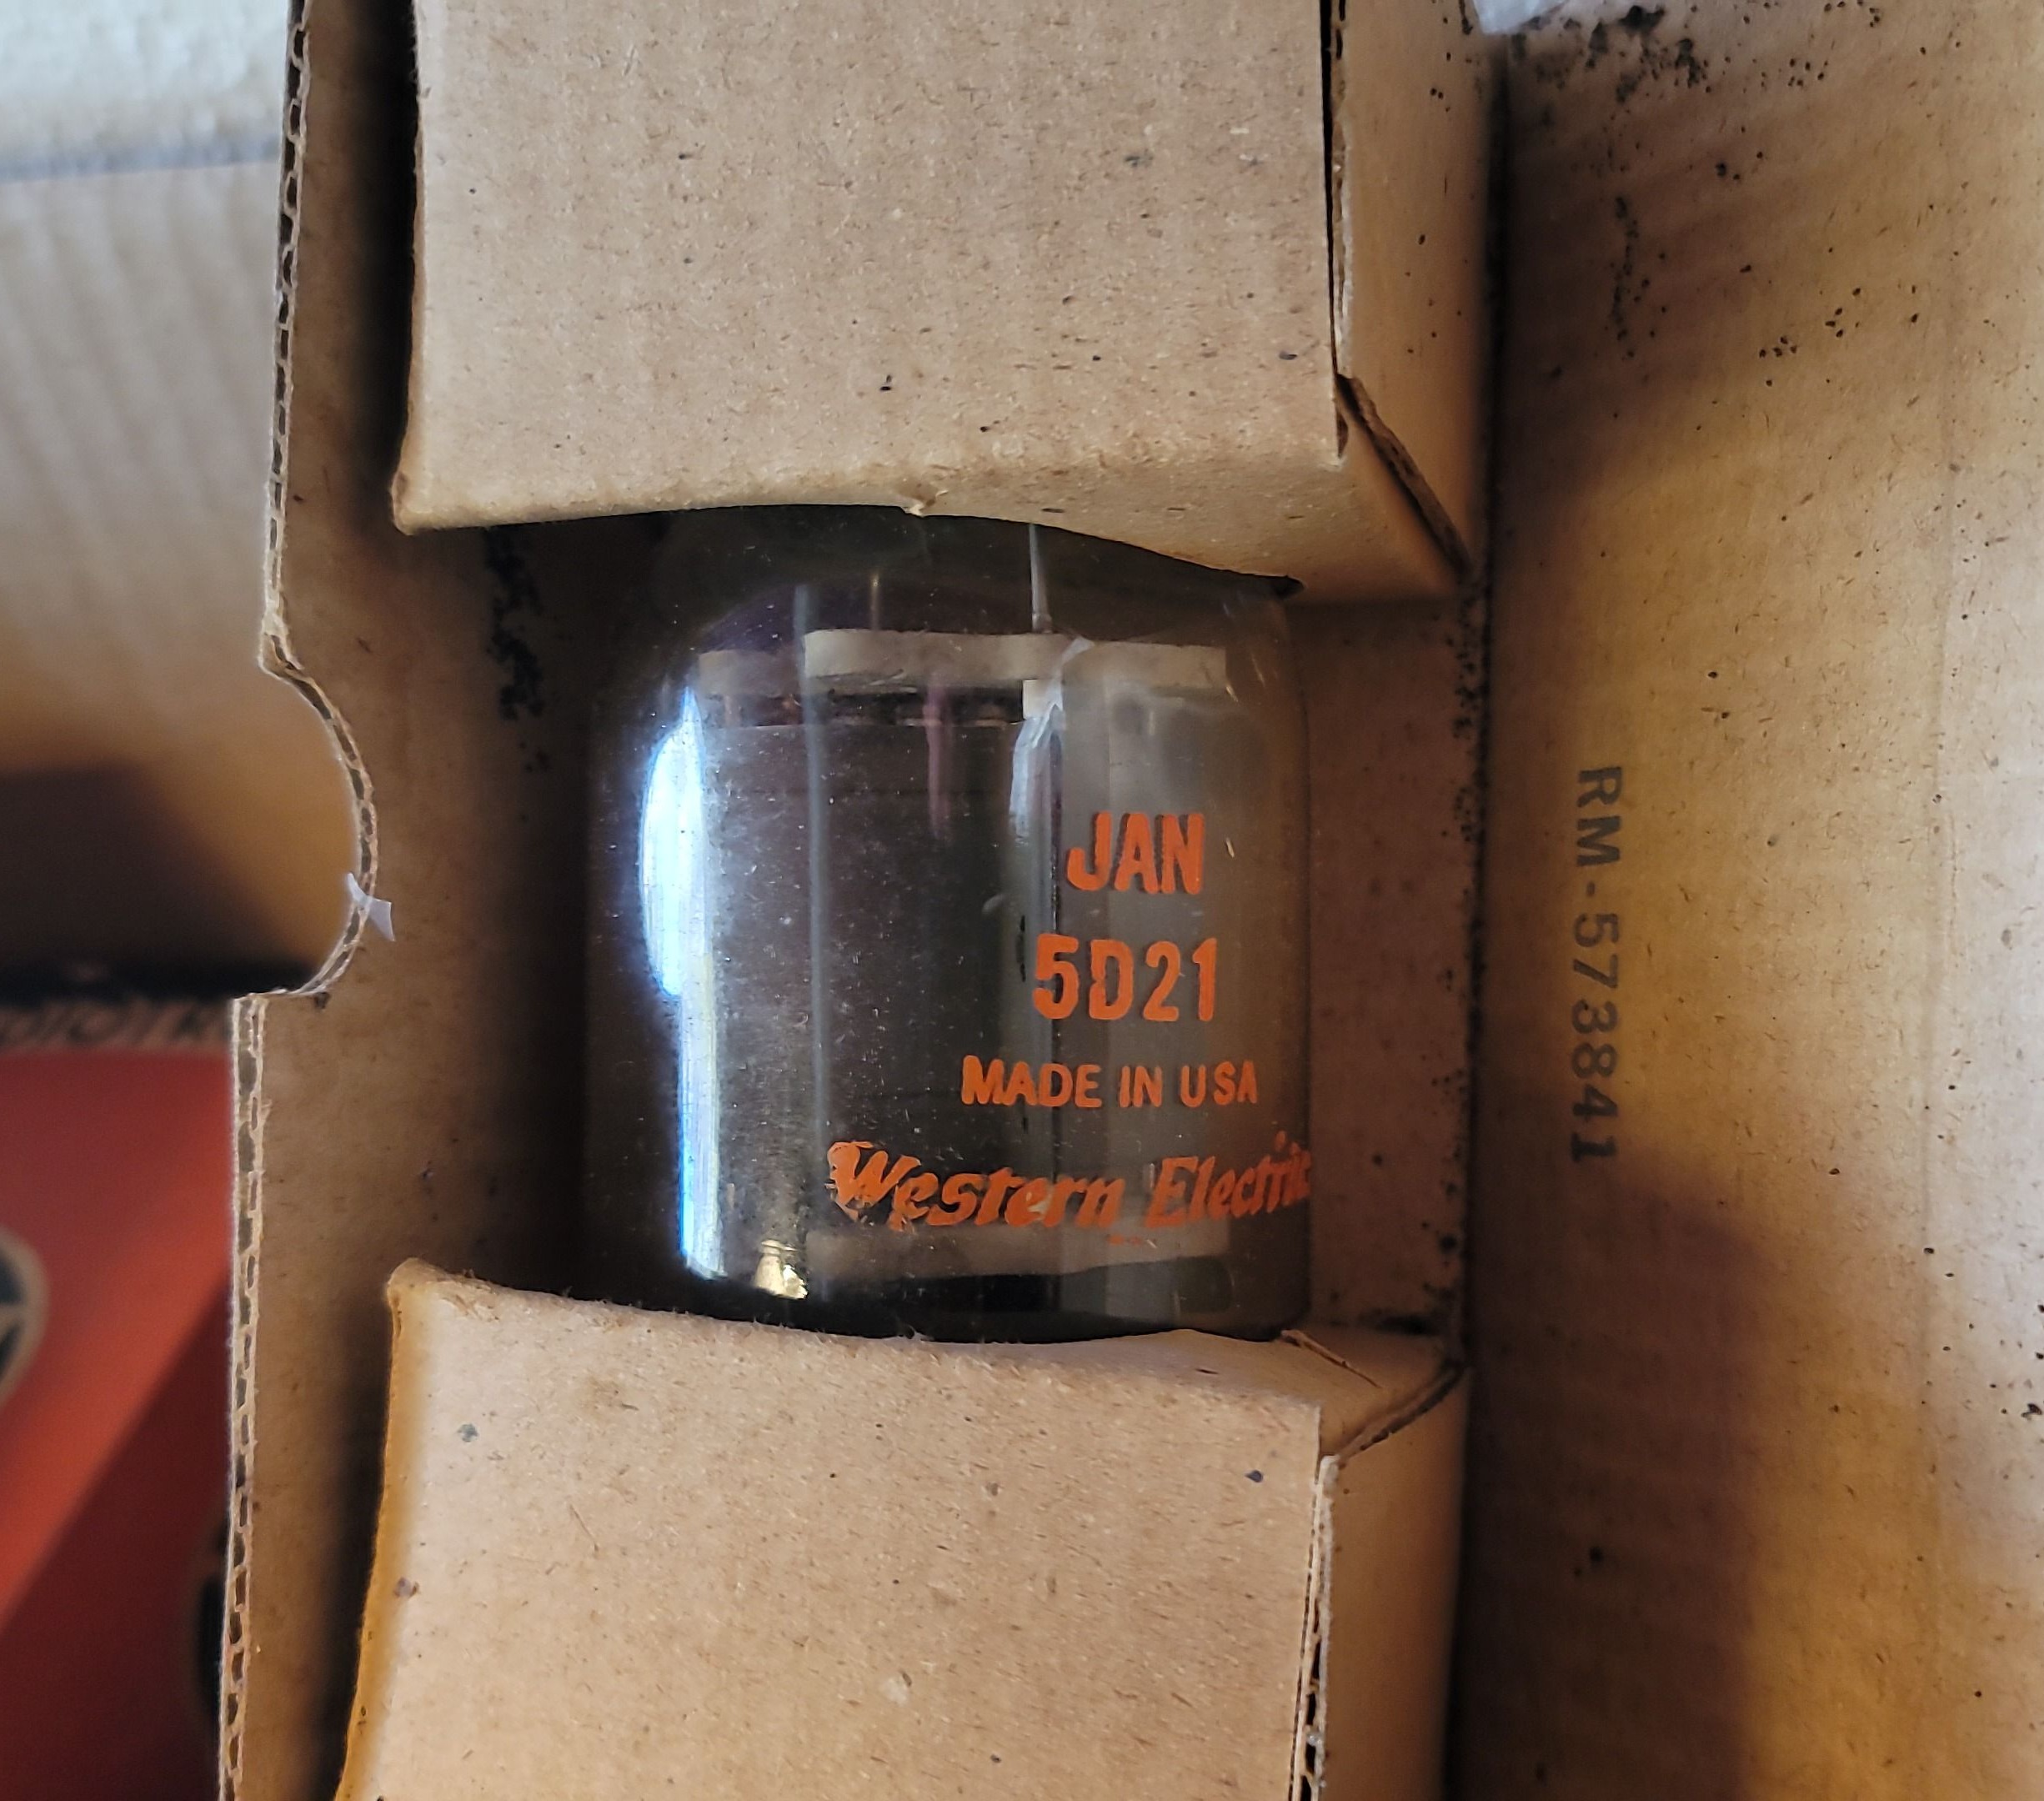 JAN
5D21
MADE IN USA
Western Electric
RM-573841